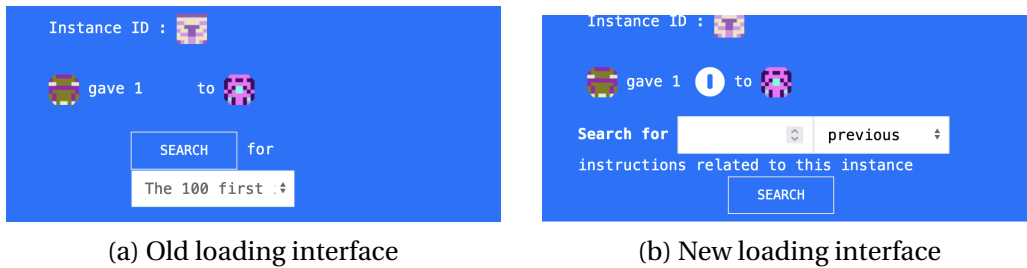 Instance ID :
gave 1 to
SEARCH for
The 100 first
(a) Old loading interface
Instance ID :
gave 1 to
Search for previous
instructions related to this instance
SEARCH
(b) New loading interface